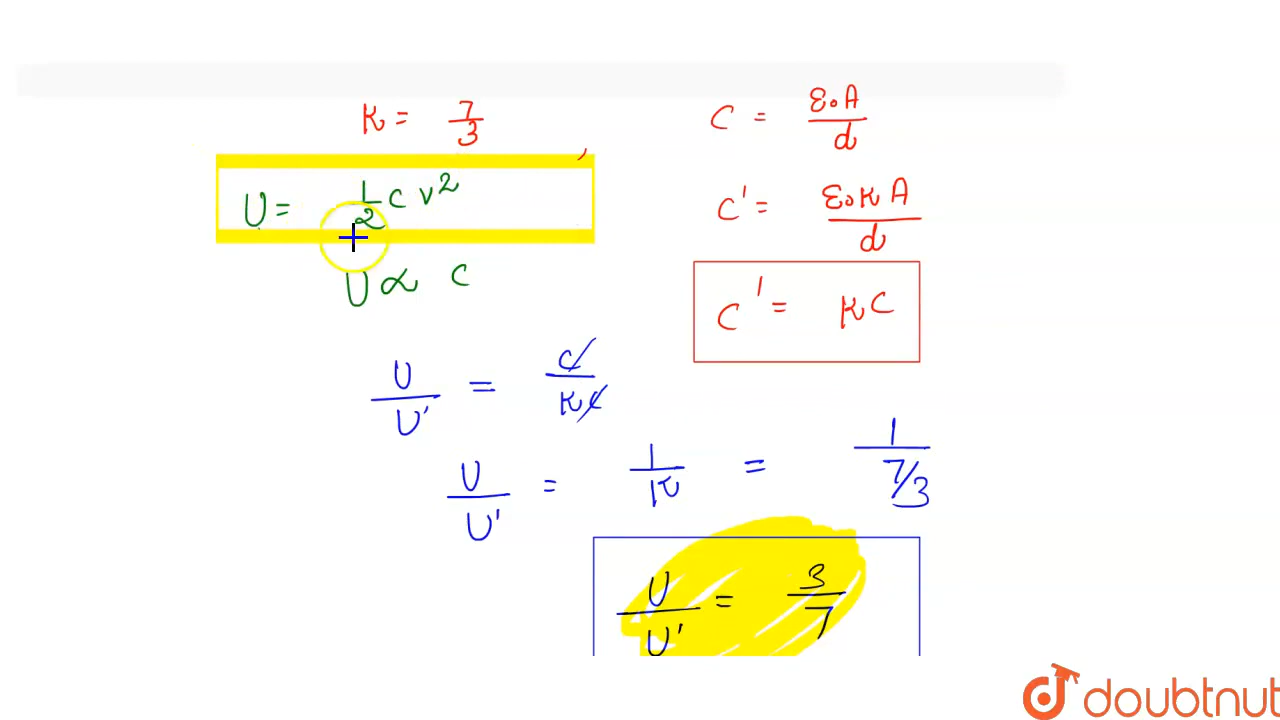 K = 7/3 ,
C = ε₀A/d
U = 1/2 C V²
C' = ε₀KA/d
U ∝ C
C' = KC
U/U' = C/KC
U/U' = 1/K = 1/7/3
U/U' = 3/7
doubtnut